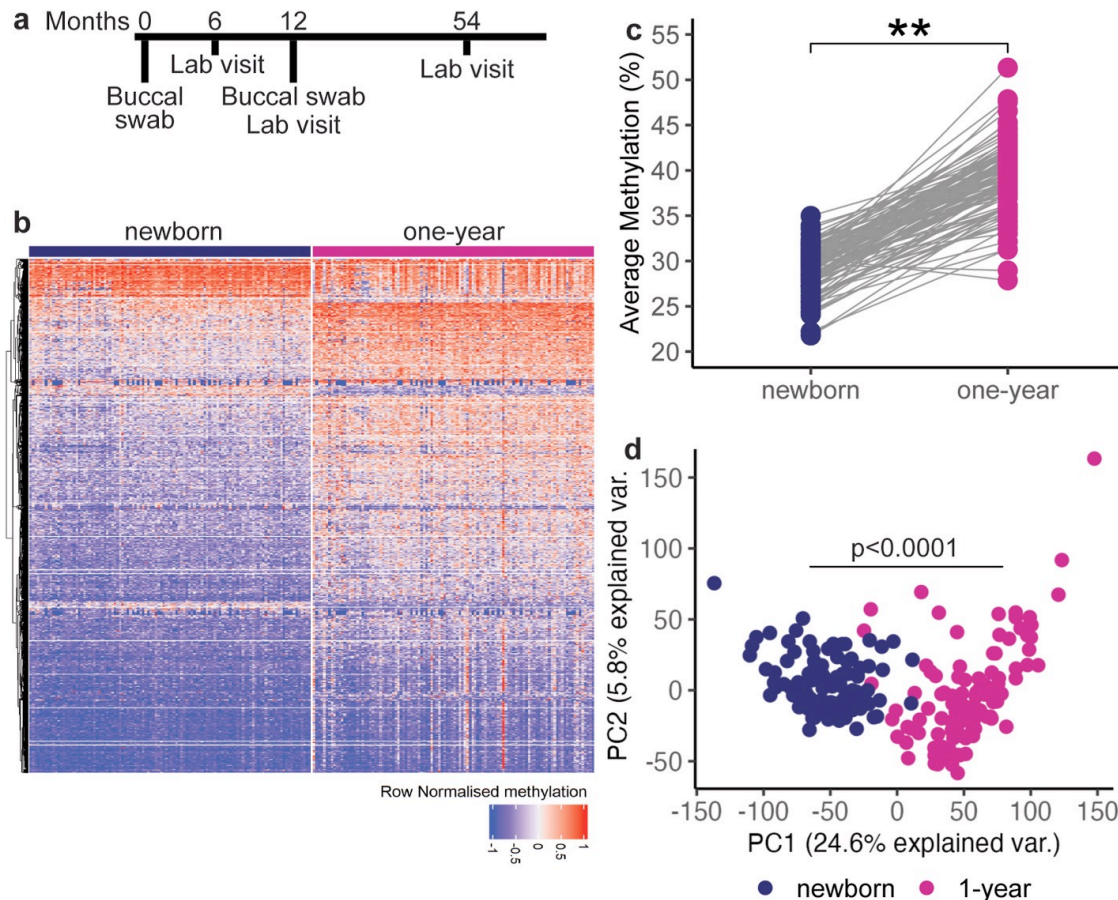 a Months 0 6 12 54
Lab visit
Lab visit
Buccal
swab
Buccal swab
Lab visit
b newborn one-year
Row Normalised methylation
-1 -0.5 0 0.5 1
c
**
Average Methylation (%)
55
50
45
40
35
30
25
20
newborn one-year
d
p<0.0001
PC2 (5.8% explained var.)
150
100
50
0
-50
-150 -100 -50 0 50 100 150
PC1 (24.6% explained var.)
newborn 1-year